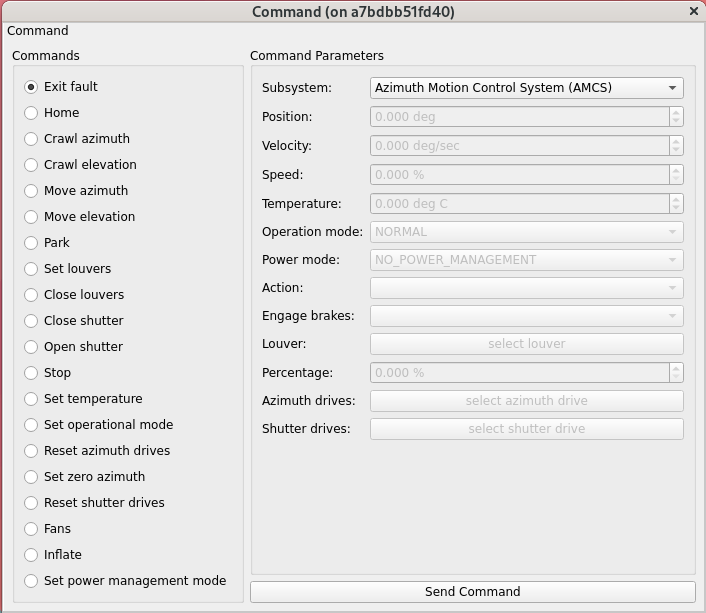 Command (on a7bdbb51fd40)
Command
Commands
Exit fault
Home
Crawl azimuth
Crawl elevation
Move azimuth
Move elevation
Park
Set louvers
Close louvers
Close shutter
Open shutter
Stop
Set temperature
Set operational mode
Reset azimuth drives
Set zero azimuth
Reset shutter drives
Fans
Inflate
Set power management mode
Command Parameters
Subsystem: Azimuth Motion Control System (AMCS)
Position: 0.000 deg
Velocity: 0.000 deg/sec
Speed: 0.000 %
Temperature: 0.000 deg C
Operation mode: NORMAL
Power mode: NO_POWER_MANAGEMENT
Action:
Engage brakes:
Louver: select louver
Percentage: 0.000 %
Azimuth drives: select azimuth drive
Shutter drives: select shutter drive
Send Command